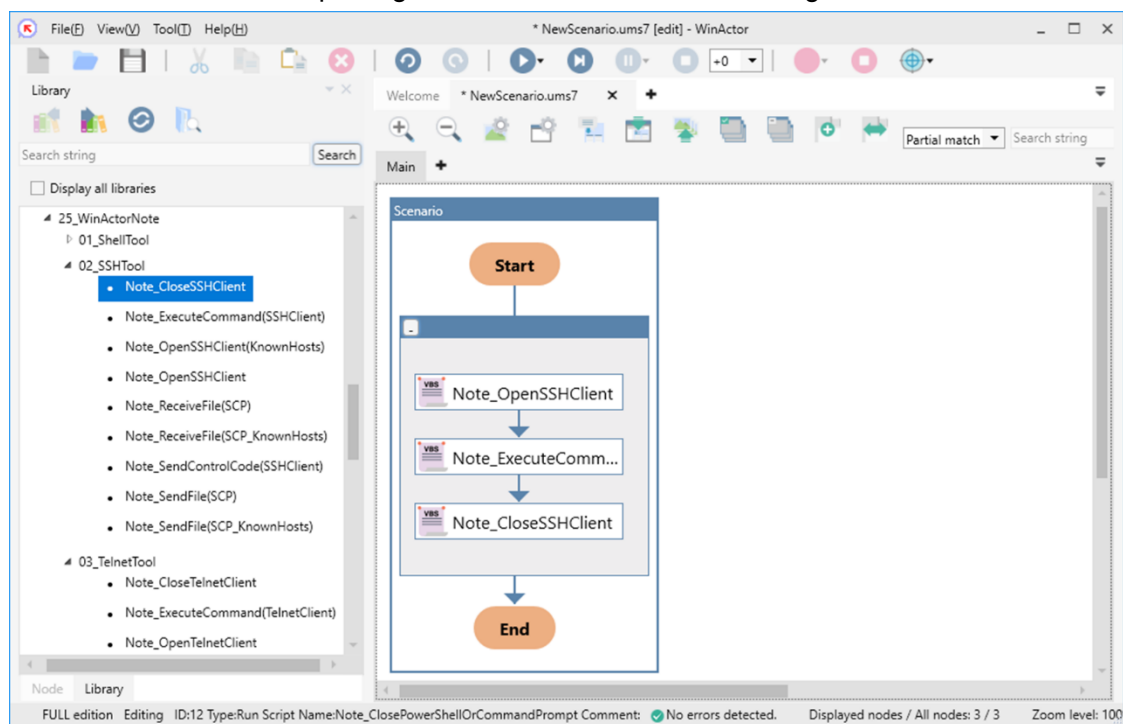 File(F) View(V) Tool(T) Help(H) * NewScenario.ums7 [edit] - WinActor
+0
Library
Welcome * NewScenario.ums7
Search string Search
Partial match Search string
Main
Display all libraries
25_WinActorNote
01_ShellTool
02_SSHTool
Note_CloseSSHClient
Note_ExecuteCommand(SSHClient)
Note_OpenSSHClient(KnownHosts)
Note_OpenSSHClient
Note_ReceiveFile(SCP)
Note_ReceiveFile(SCP_KnownHosts)
Note_SendControlCode(SSHClient)
Note_SendFile(SCP)
Note_SendFile(SCP_KnownHosts)
03_TelnetTool
Note_CloseTelnetClient
Note_ExecuteCommand(TelnetClient)
Note_OpenTelnetClient
Node Library
Scenario
Start
VBS Note_OpenSSHClient
VBS Note_ExecuteComm...
VBS Note_CloseSSHClient
End
FULL edition Editing ID:12 Type:Run Script Name:Note_ClosePowerShellOrCommandPrompt Comment: No errors detected. Displayed nodes / All nodes: 3 / 3 Zoom level: 100